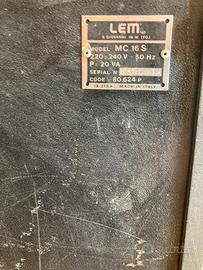 LEM
S. GIOVANNI IN M. (FO)
MODEL MC 16 S
220-240 V - 50 Hz
P= 20 VA
SERIAL N
CODE 80.624 P
MADE IN ITALY
subito